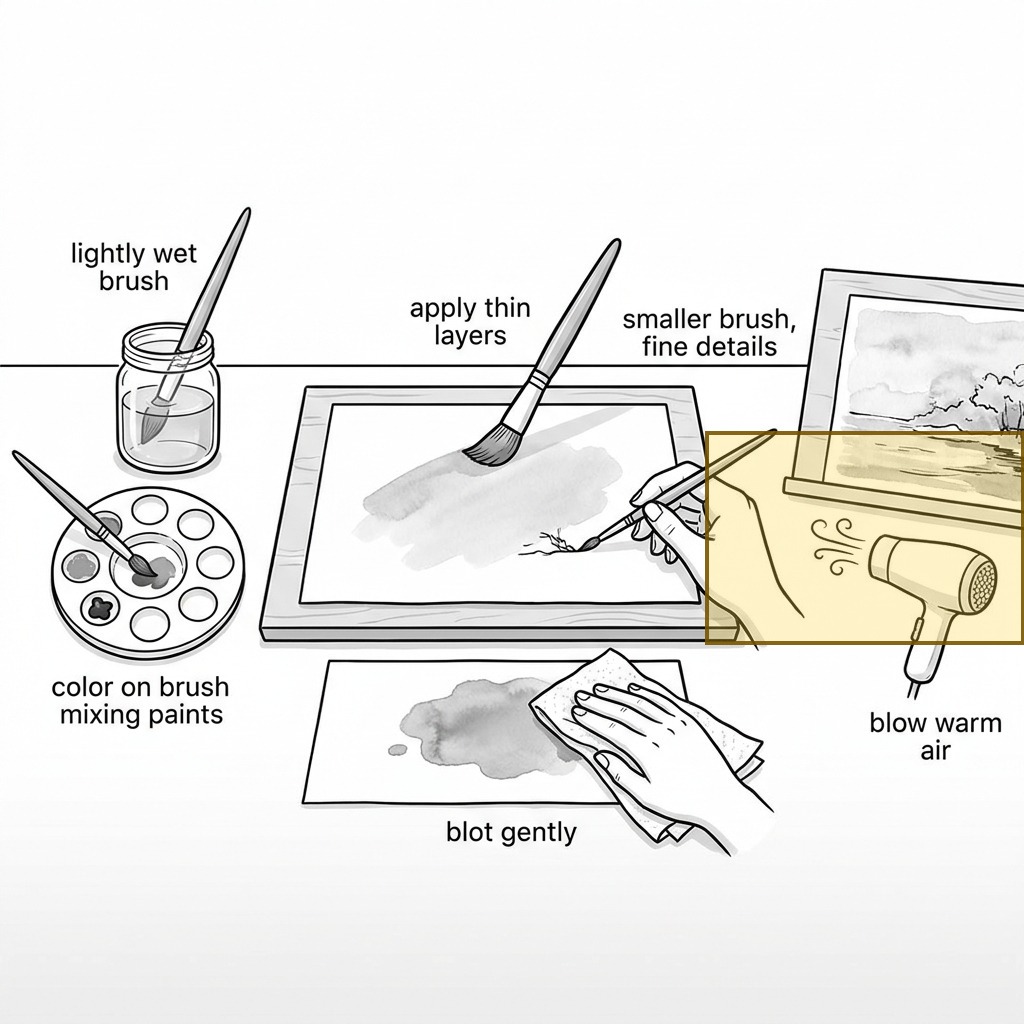 lightly wet
brush
apply thin
layers
smaller brush,
fine details
color on brush
mixing paints
blow warm
air
blot gently